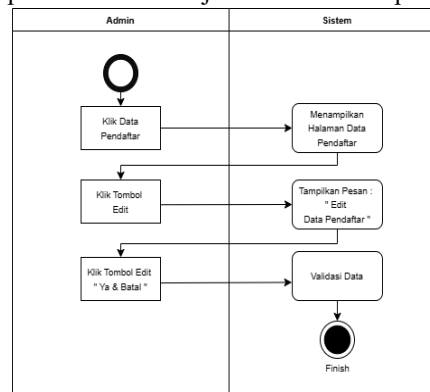 Admin
Sistem
Klik Data
Pendaftar
Menampilkan
Halaman Data
Pendaftar
Klik Tombol
Edit
Tampilkan Pesan :
" Edit
Data Pendaftar "
Klik Tombol Edit
" Ya & Batal "
Validasi Data
Finish